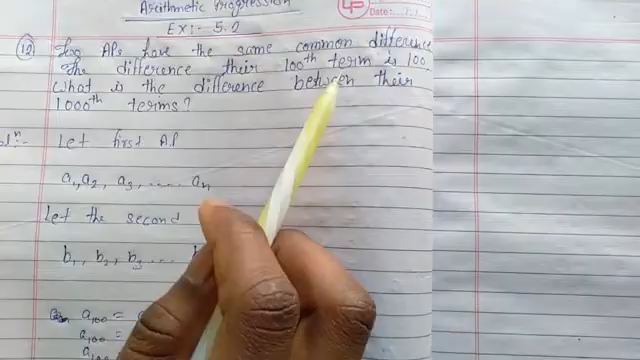 Arithmetic Progression
Ex:- 5.2
Date:
12 Two APs have the same common difference
The difference their 100th term is 100
what is the difference between their
1000th terms?
Let first A.P
a1, a2, a3, ..... an
Let the second
b1, b2, b3 ....
a100 =
a100 =
a100